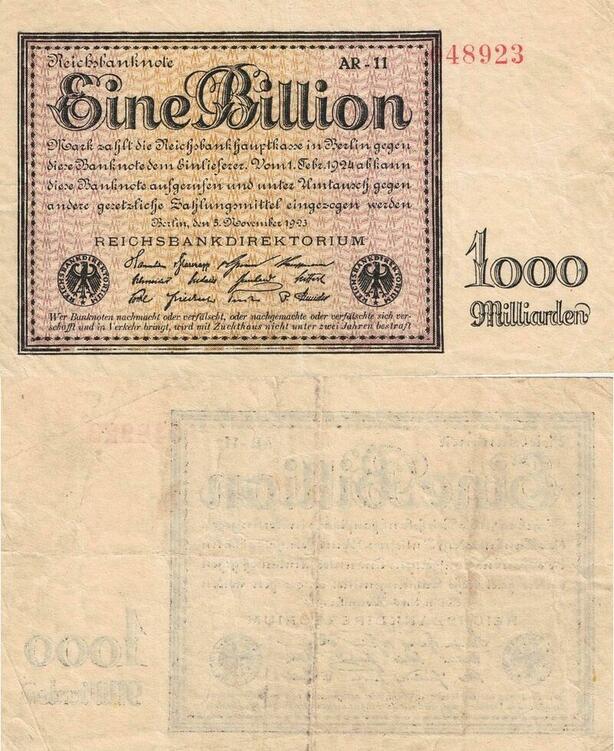 Reichsbanknote
AR-11
48923
Eine Billion
Mark zahlt die Reichsbankhauptkasse in Berlin gegen
diese Banknote dem Einlieferer. Vom 1. Febr. 1924 ab kann
diese Banknote aufgerufen und unter Umtausch gegen
andere gesetzliche Zahlungsmittel eingezogen werden
Berlin, den 5. November 1923
REICHSBANKDIREKTORIUM
REICHSBANKDIREKTORIUM
REICHSBANKDIREKTORIUM
1000
Milliarden
Wer Banknoten nachmacht oder verfälscht, oder nachgemachte oder verfälschte sich ver-
schafft und in Verkehr bringt, wird mit Zuchthaus nicht unter zwei Jahren bestraft